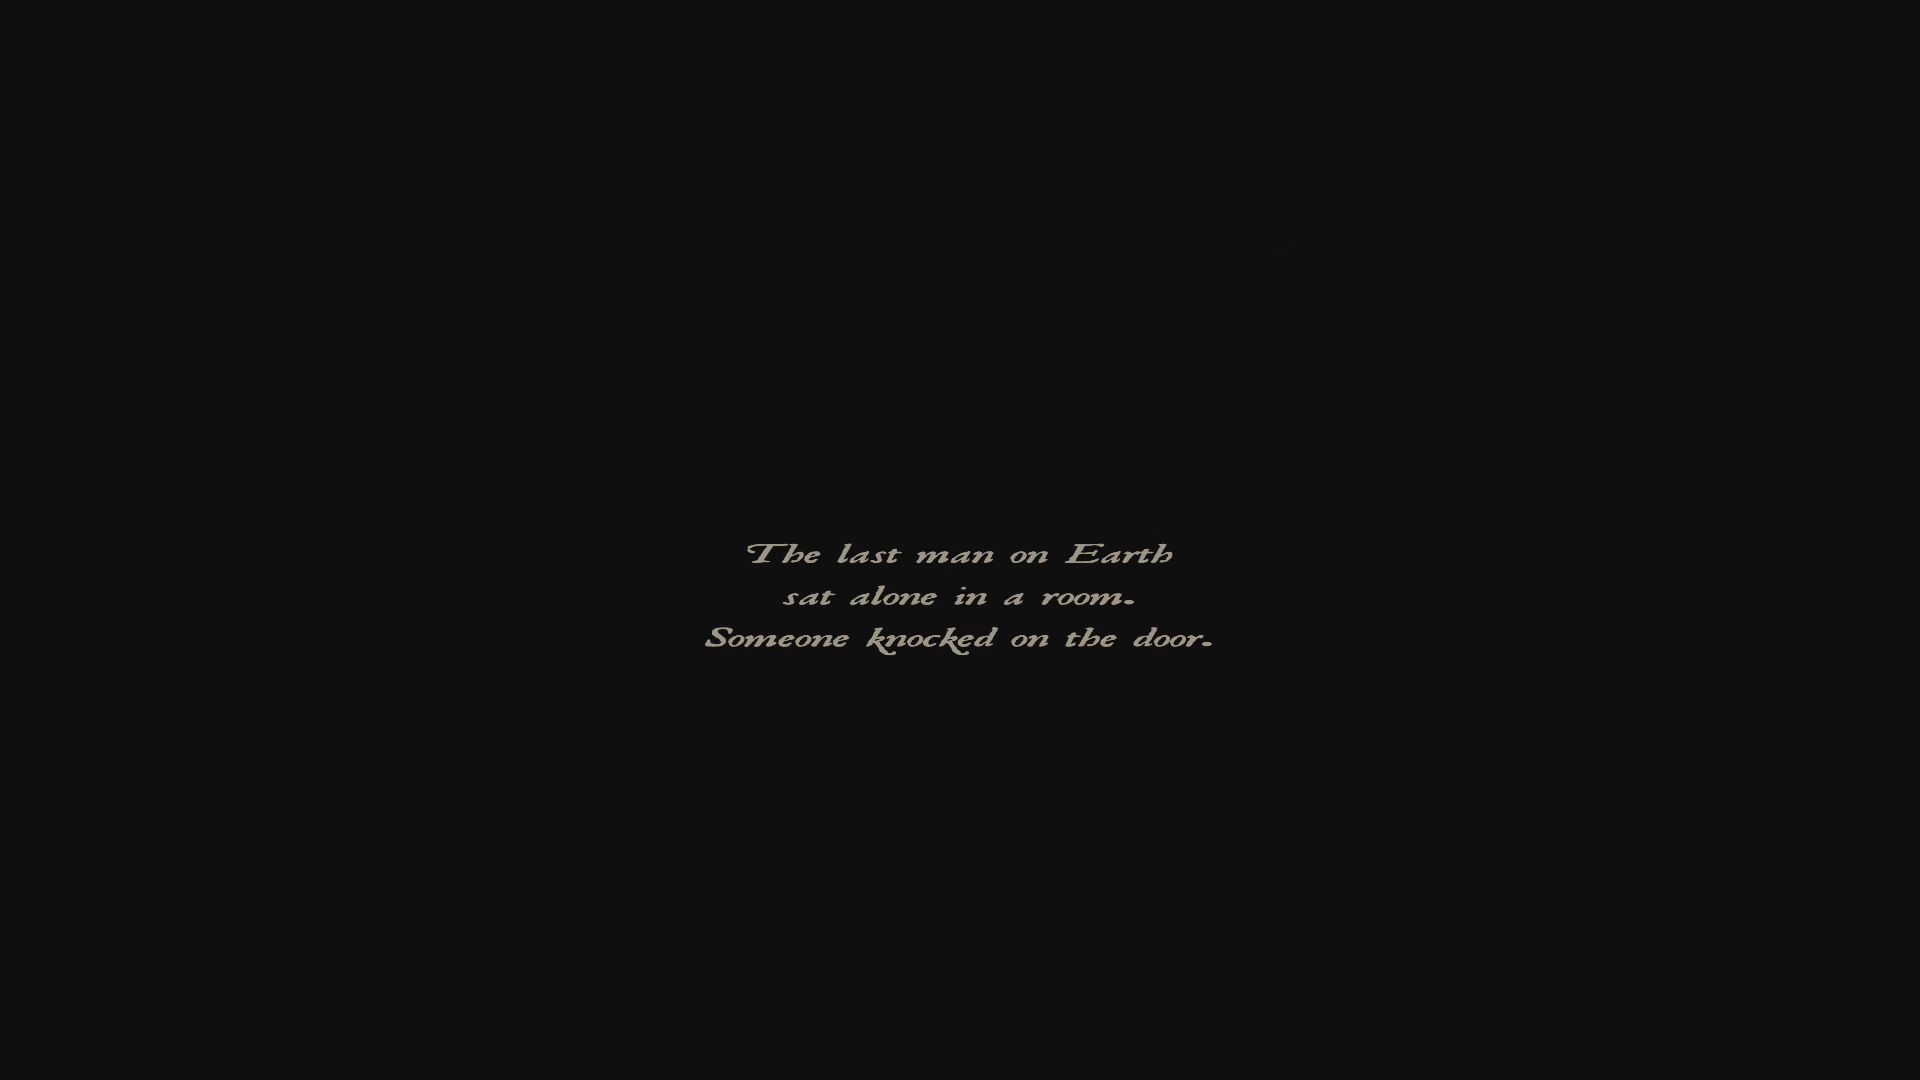 The last man on Earth
sat alone in a room.
Someone knocked on the door.